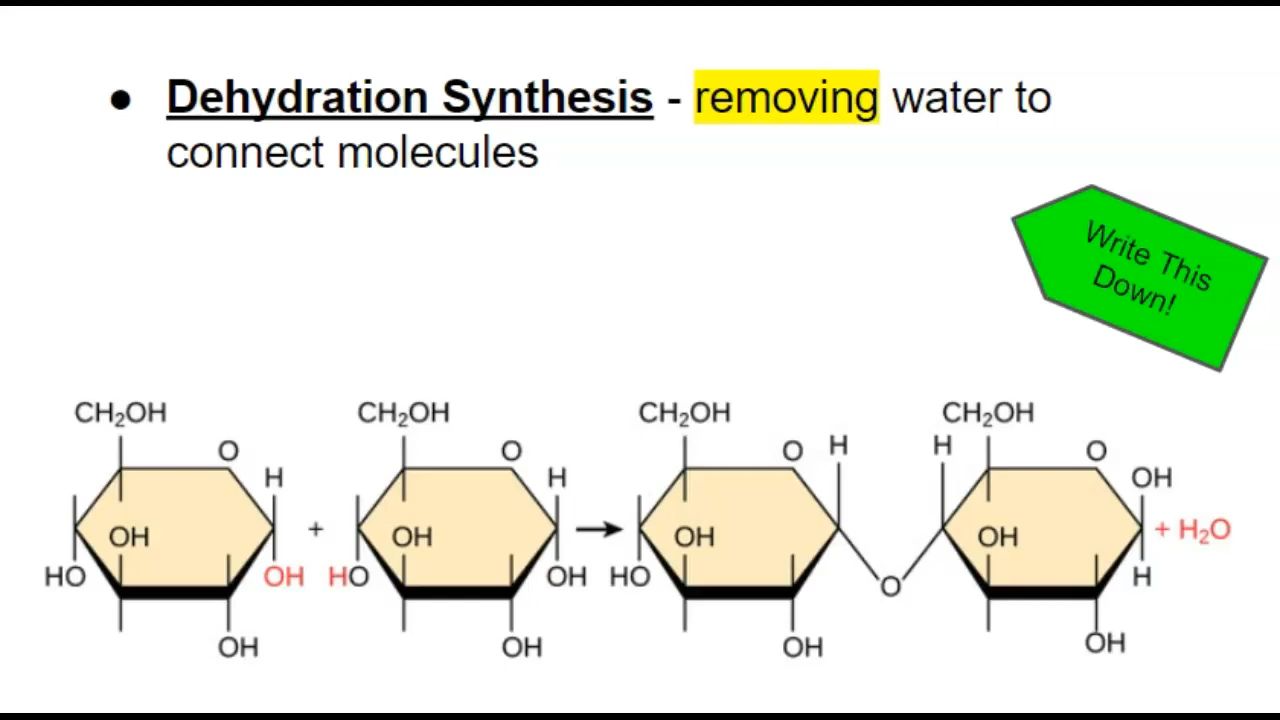 ● Dehydration Synthesis - removing water to
connect molecules
Write This
Down!
CH₂OH CH₂OH CH₂OH CH₂OH
O H O H O H H O OH
OH + OH OH O OH + H₂O
HO OH HO OH HO H
OH OH OH OH